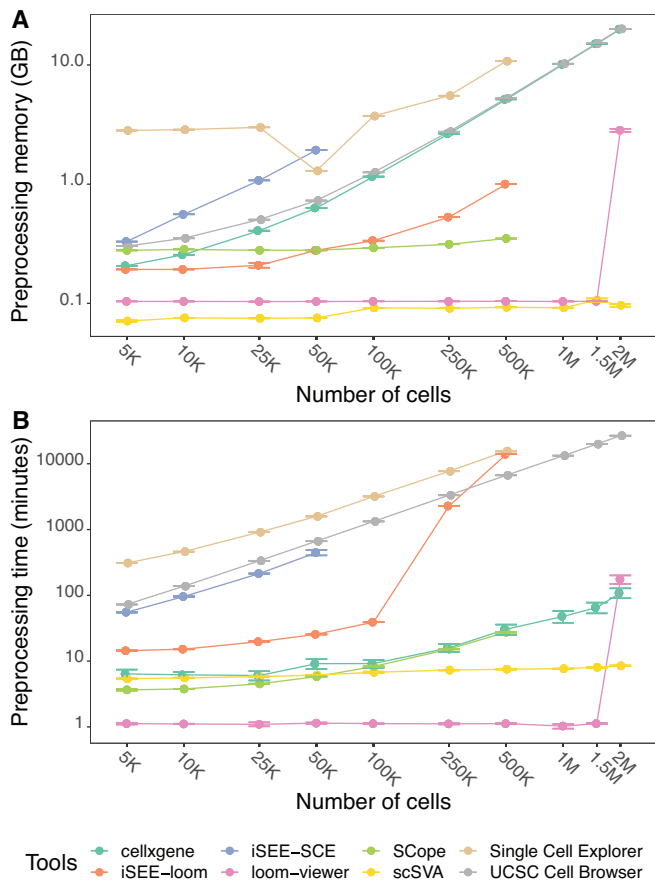 A
Preprocessing memory (GB)
10.0
1.0
0.1
5K 10K 25K 50K 100K 250K 500K 1M 1.5M 2M
Number of cells
B
Preprocessing time (minutes)
10000
1000
100
10
1
5K 10K 25K 50K 100K 250K 500K 1M 1.5M 2M
Number of cells
Tools
cellxgene iSEE−SCE SCope Single Cell Explorer
iSEE−loom loom−viewer scSVA UCSC Cell Browser